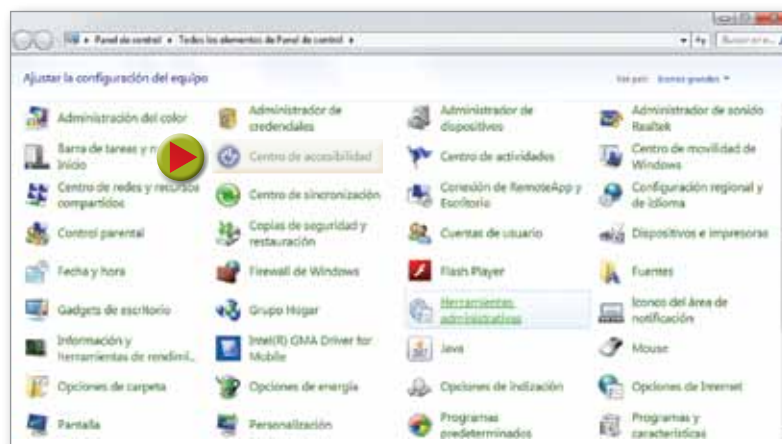 Panel de control ▸ Todos los elementos de Panel de control ▸
Buscar en e...
Ajustar la configuración del equipo
Ver por: Iconos grandes
Administración del color
Administrador de
credenciales
Administrador de
dispositivos
Administrador de sonido
Realtek
Barra de tareas y
Inicio
Centro de accesibilidad
Centro de actividades
Centro de movilidad de
Windows
Centro de redes y recursos
compartidos
Centro de sincronización
Conexión de RemoteApp y
Escritorio
Configuración regional y
de idioma
Control parental
Copias de seguridad y
restauración
Cuentas de usuario
Dispositivos e impresoras
Fecha y hora
Firewall de Windows
Flash Player
Fuentes
Gadgets de escritorio
Grupo Hogar
Herramientas
administrativas
Iconos del área de
notificación
Información y
herramientas de rendimi...
Intel(R) GMA Driver for
Mobile
Java
Mouse
Opciones de carpeta
Opciones de energía
Opciones de indización
Opciones de Internet
Pantalla
Personalización
Programas
predeterminados
Programas y
características